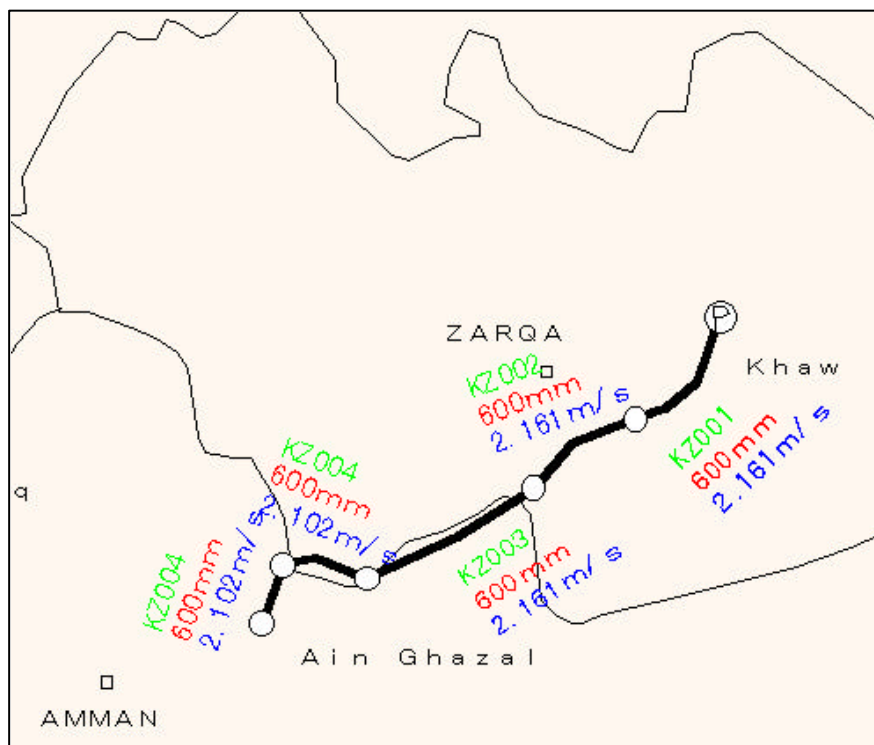 P
ZARQA
Khaw
KZ002
600mm
2. 161m/s
KZ001
600mm
2. 161m/s
KZ004
600mm
2. 102m/s
q
KZ003
600mm
2. 161m/s
KZ004
600mm
2. 102m/s
Ain Ghazal
AMMAN